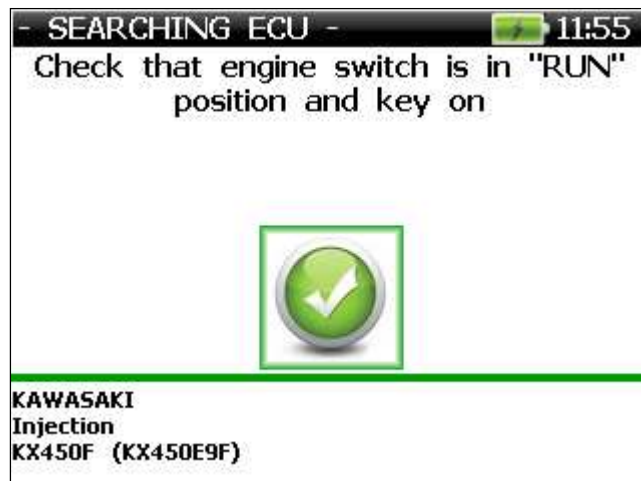 - SEARCHING ECU - 11:55
Check that engine switch is in "RUN"
position and key on
KAWASAKI
Injection
KX450F (KX450E9F)